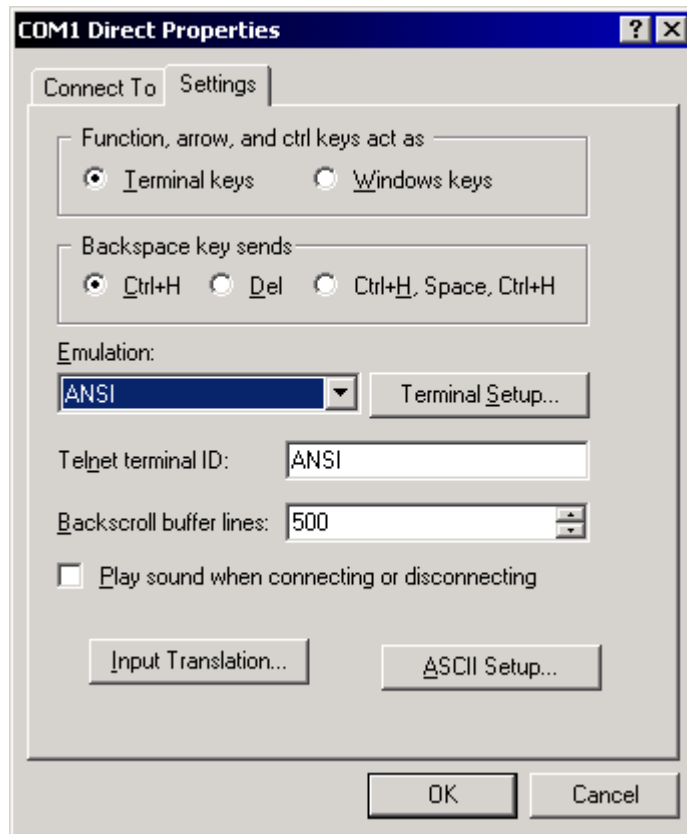 COM1 Direct Properties
Connect To Settings
Function, arrow, and ctrl keys act as
Terminal keys Windows keys
Backspace key sends
Ctrl+H Del Ctrl+H, Space, Ctrl+H
Emulation:
ANSI Terminal Setup...
Telnet terminal ID: ANSI
Backscroll buffer lines: 500
Play sound when connecting or disconnecting
Input Translation... ASCII Setup...
OK Cancel